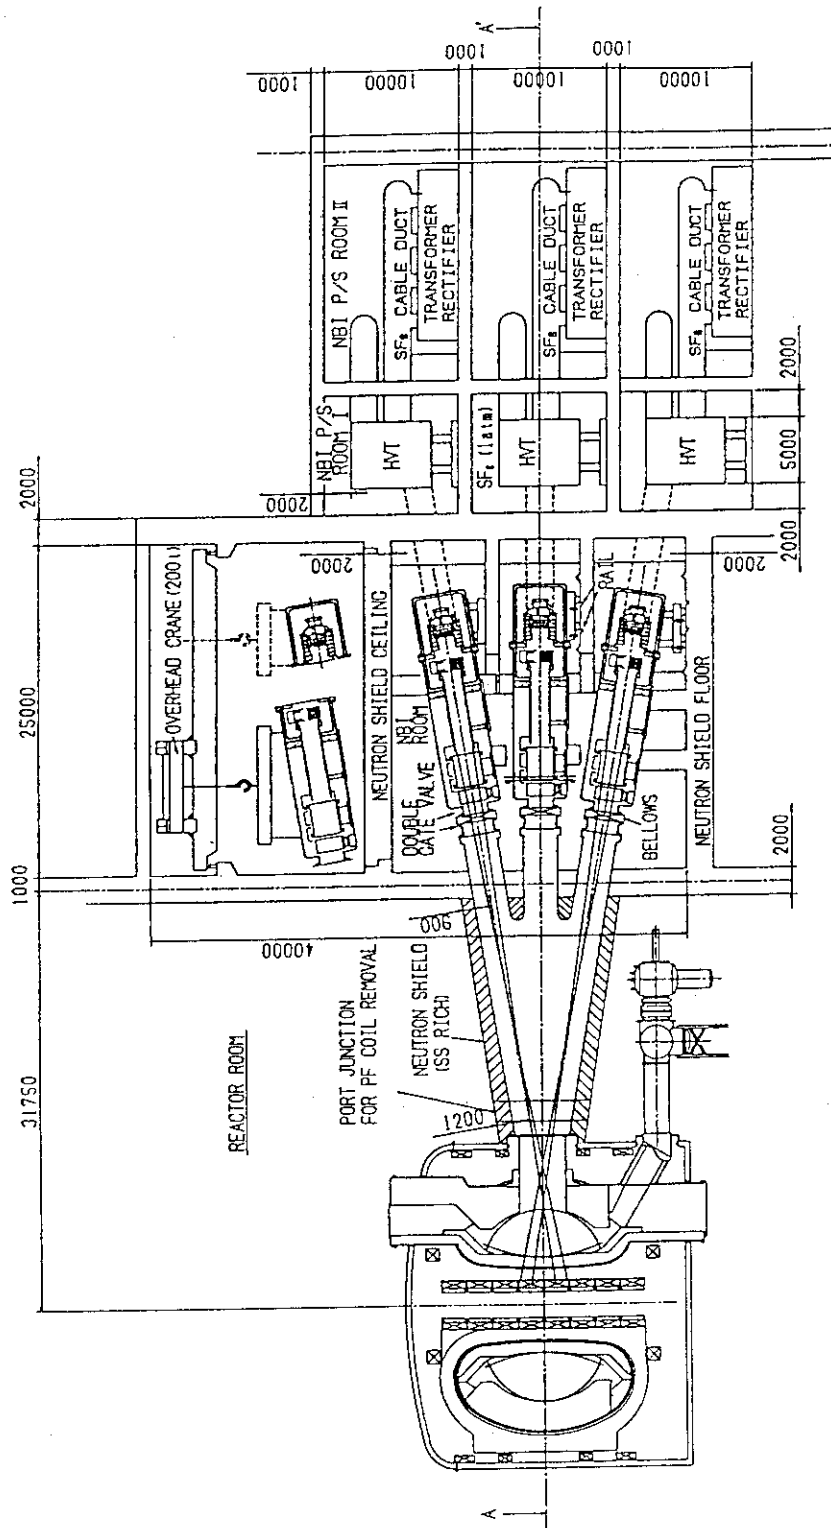 31750
1000
25000
2000
OVERHEAD CRANE (200t)
NEUTRON SHIELD CEILING
2000
NBI P/S
ROOM I
NBI P/S ROOM II
1000
10000
1000
10000
1000
10000
A'
HVT
SF₆ CABLE DUCT
TRANSFORMER
RECTIFIER
2000
SF₆ (1atm)
HVT
SF₆ CABLE DUCT
TRANSFORMER
RECTIFIER
HVT
SF₆ CABLE DUCT
TRANSFORMER
RECTIFIER
2000
5000
2000
2000
DOUBLE
GATE VALVE
NBI
ROOM
RAIL
BELLOWS
NEUTRON SHIELD FLOOR
2000
REACTOR ROOM
40000
900
PORT JUNCTION
FOR PF COIL REMOVAL
NEUTRON SHIELD
(SS RICH)
1200
A